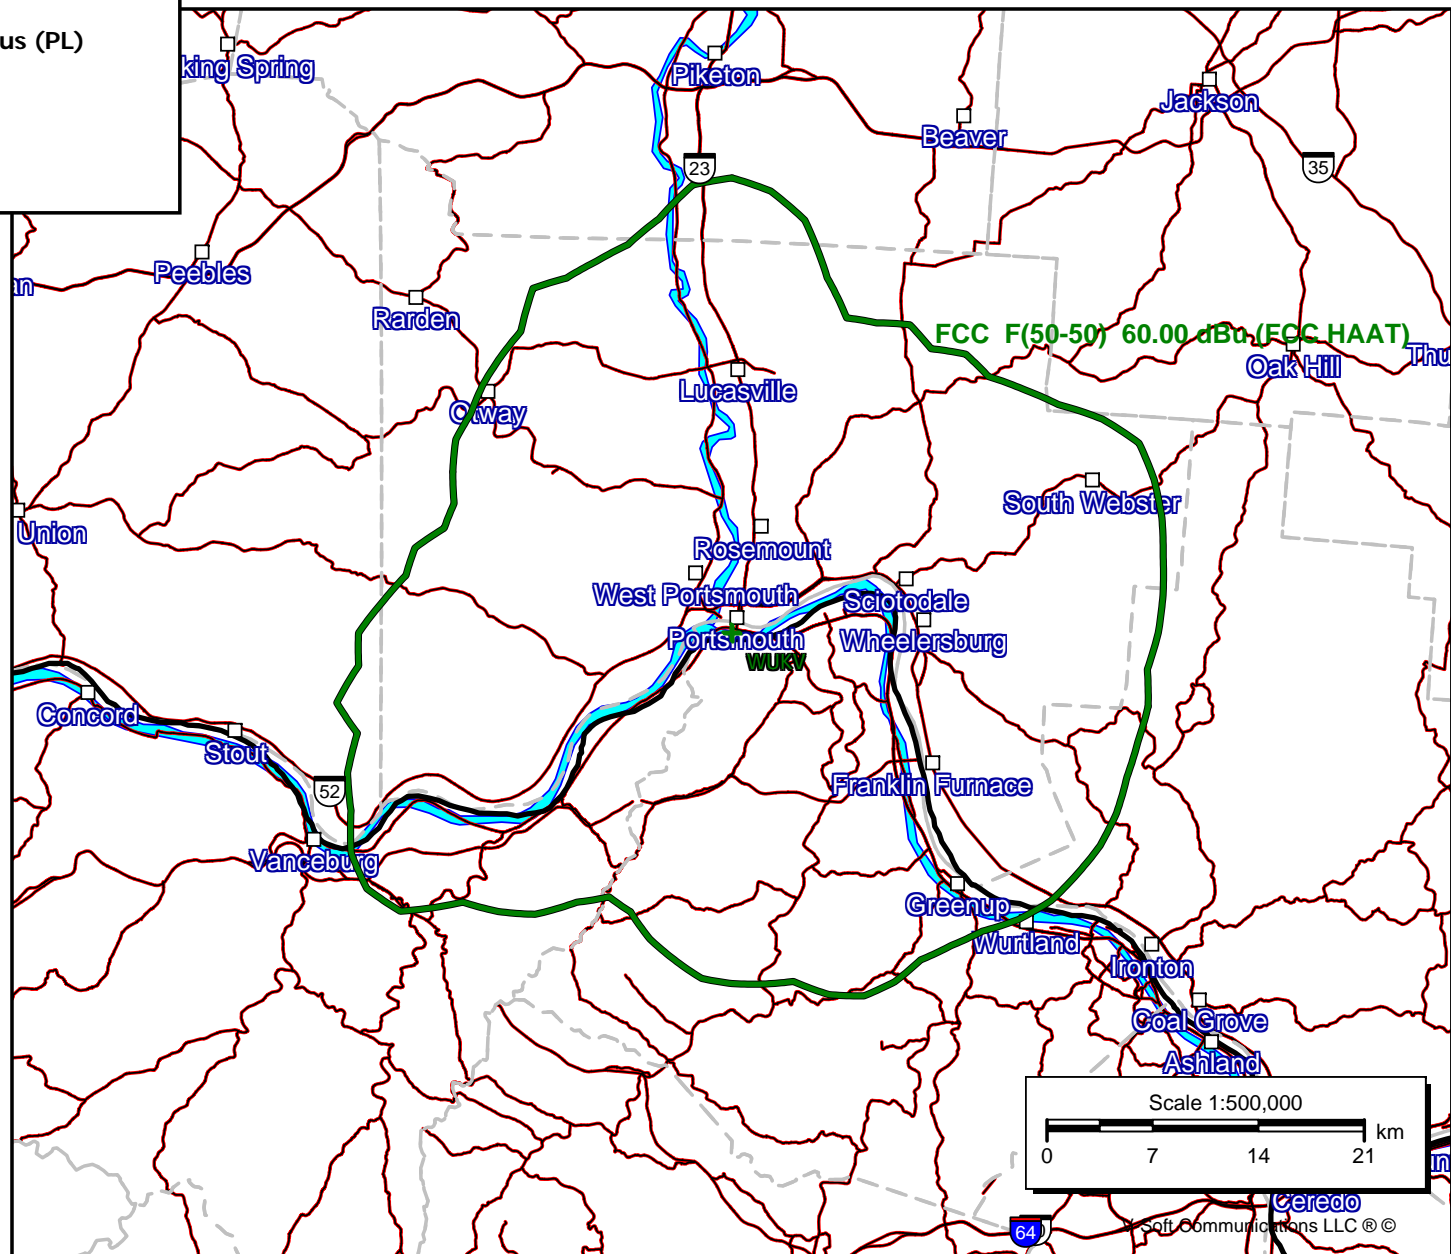 us (PL)
king Spring
Piketon
Jackson
Beaver
23
35
Peebles
an
Rarden
FCC F(50-50) 60.00 dBu (FCC HAAT)
Oak Hill
Thu
Lucasville
Otway
South Webster
Union
Rosemount
West Portsmouth
Sciotodale
Portsmouth
Wheelersburg
WUKV
Concord
Stout
52
Franklin Furnace
Vanceburg
Greenup
Wurtland
Ironton
Coal Grove
Ashland
Scale 1:500,000
km
0 7 14 21
Ceredo
64
V-Soft Communications LLC ® ©